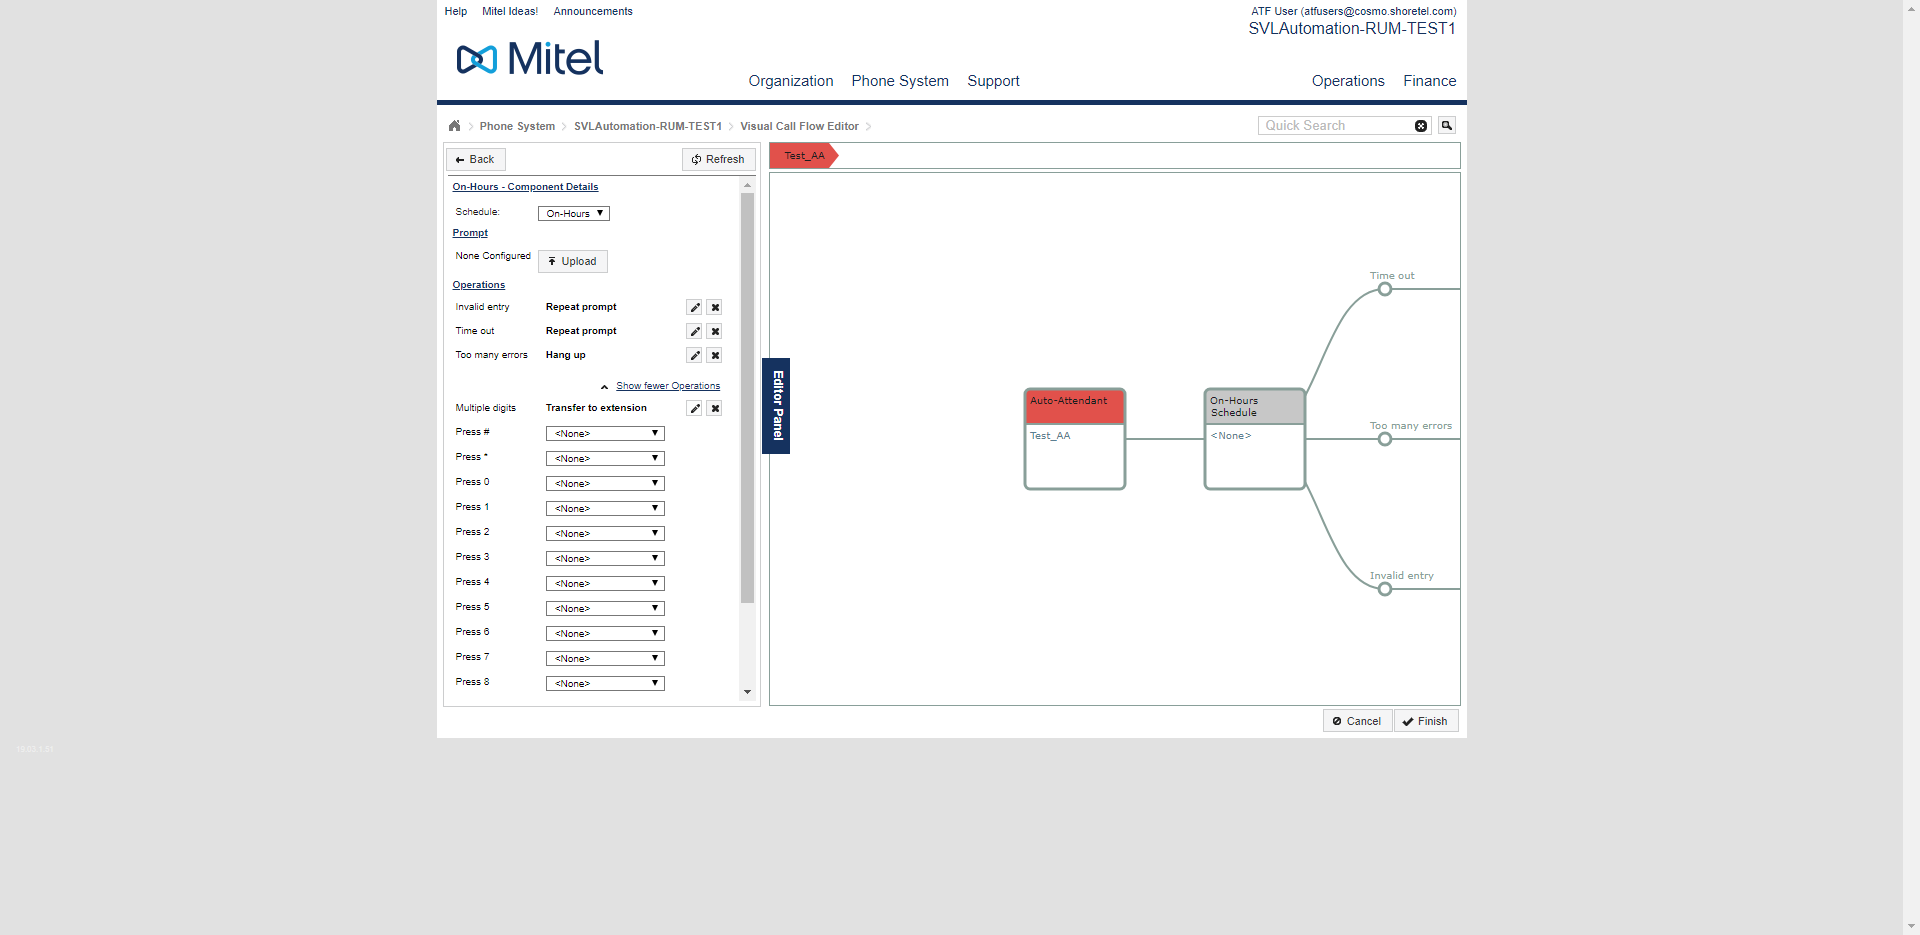 Help Mitel Ideas! Announcements
ATF User (atfusers@cosmo.shoretel.com)
SVLAutomation-RUM-TEST1
Mitel
Organization Phone System Support Operations Finance
Phone System SVLAutomation-RUM-TEST1 Visual Call Flow Editor
Quick Search
Back Refresh
On-Hours - Component Details
Schedule: On-Hours
Prompt
None Configured Upload
Operations
Invalid entry Repeat prompt
Time out Repeat prompt
Too many errors Hang up
Show fewer Operations
Multiple digits Transfer to extension
Press # <None>
Press * <None>
Press 0 <None>
Press 1 <None>
Press 2 <None>
Press 3 <None>
Press 4 <None>
Press 5 <None>
Press 6 <None>
Press 7 <None>
Press 8 <None>
Editor Panel
Test_AA
Auto-Attendant
Test_AA
On-Hours
Schedule
<None>
Time out
Too many errors
Invalid entry
Cancel Finish